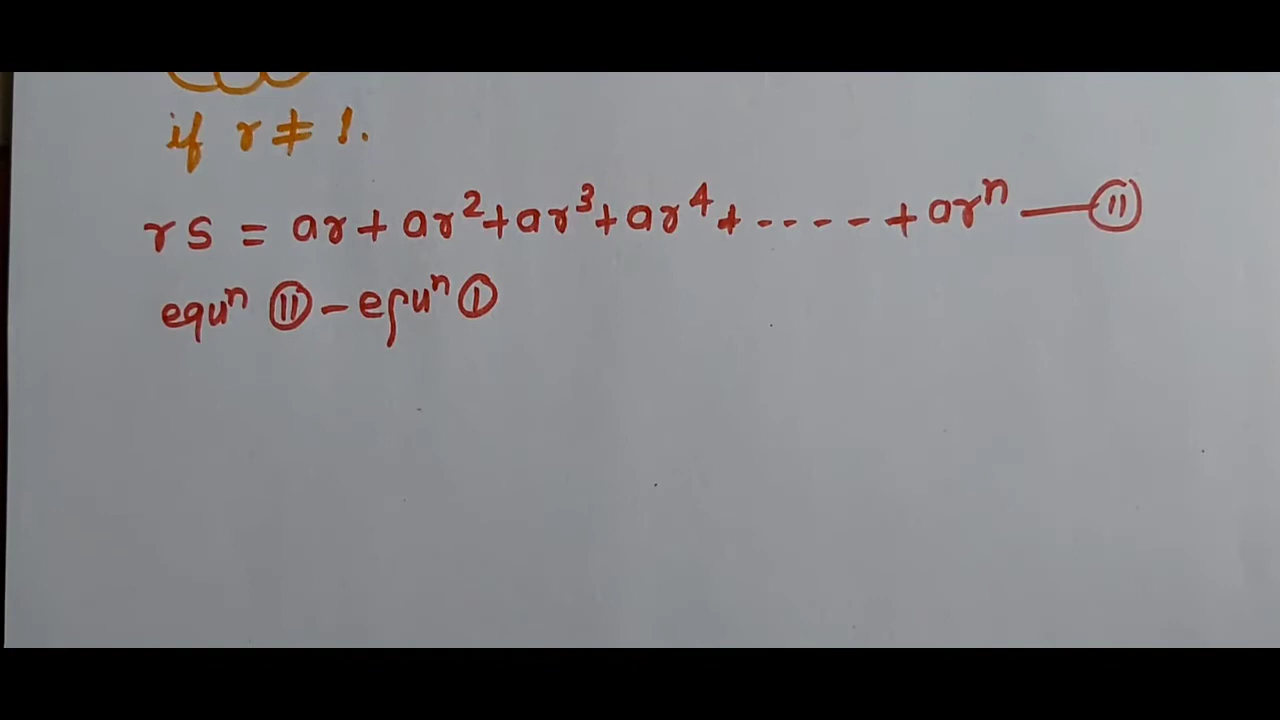 if r ≠ 1.
rs = ar + ar² + ar³ + ar⁴ + ----- + arⁿ — (II)
equⁿ (II) - equⁿ (I)